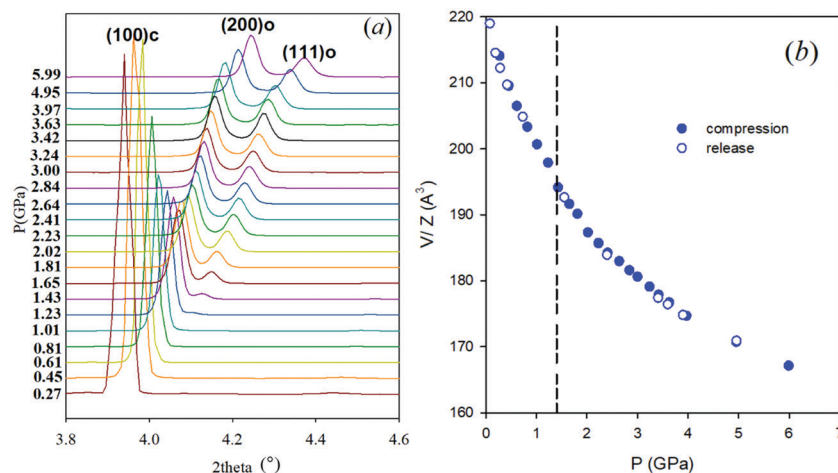 (100)c
(200)o
(a)
(111)o
5.99
4.95
3.97
3.63
3.42
3.24
3.00
2.84
2.64
2.41
2.23
2.02
1.81
1.65
1.43
1.23
1.01
0.81
0.61
0.45
0.27
P(GPa)
3.8 4.0 4.2 4.4 4.6
2theta (°)
(b)
220
210
200
190
180
170
160
V/ Z (A³)
compression
release
0 1 2 3 4 5 6 7
P (GPa)